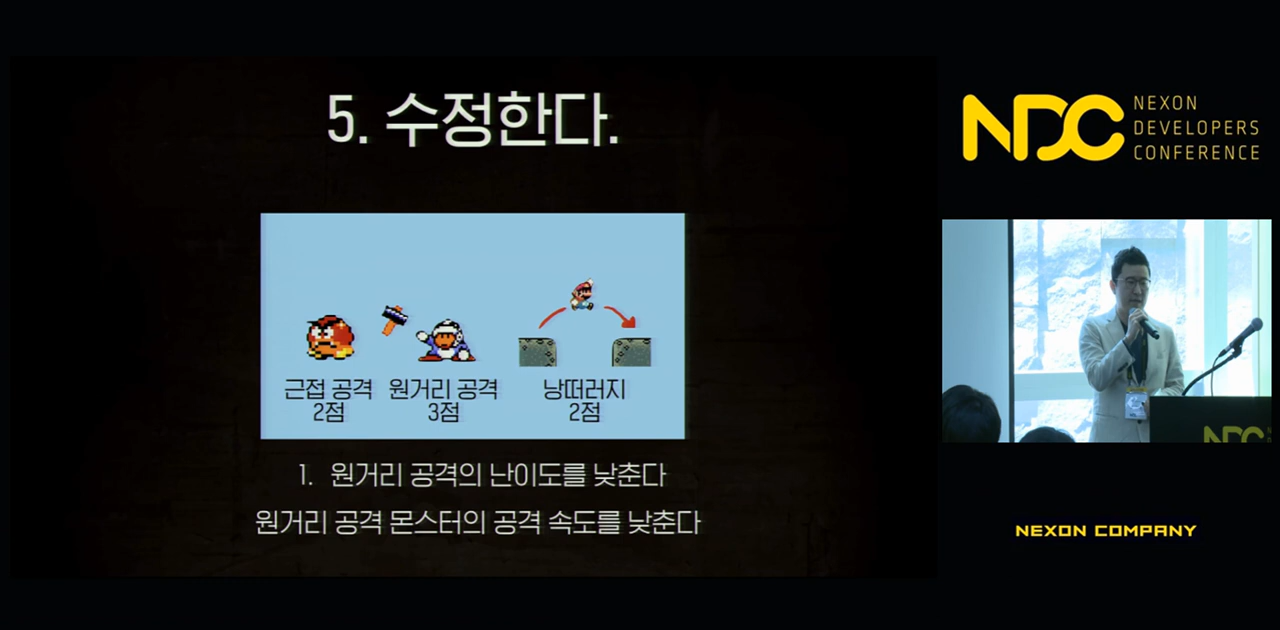 5. 수정한다.
근접 공격
2점
원거리 공격
3점
낭떠러지
2점
1. 원거리 공격의 난이도를 낮춘다
원거리 공격 몬스터의 공격 속도를 낮춘다
NDC
NEXON
DEVELOPERS
CONFERENCE
NDC
NEXON COMPANY